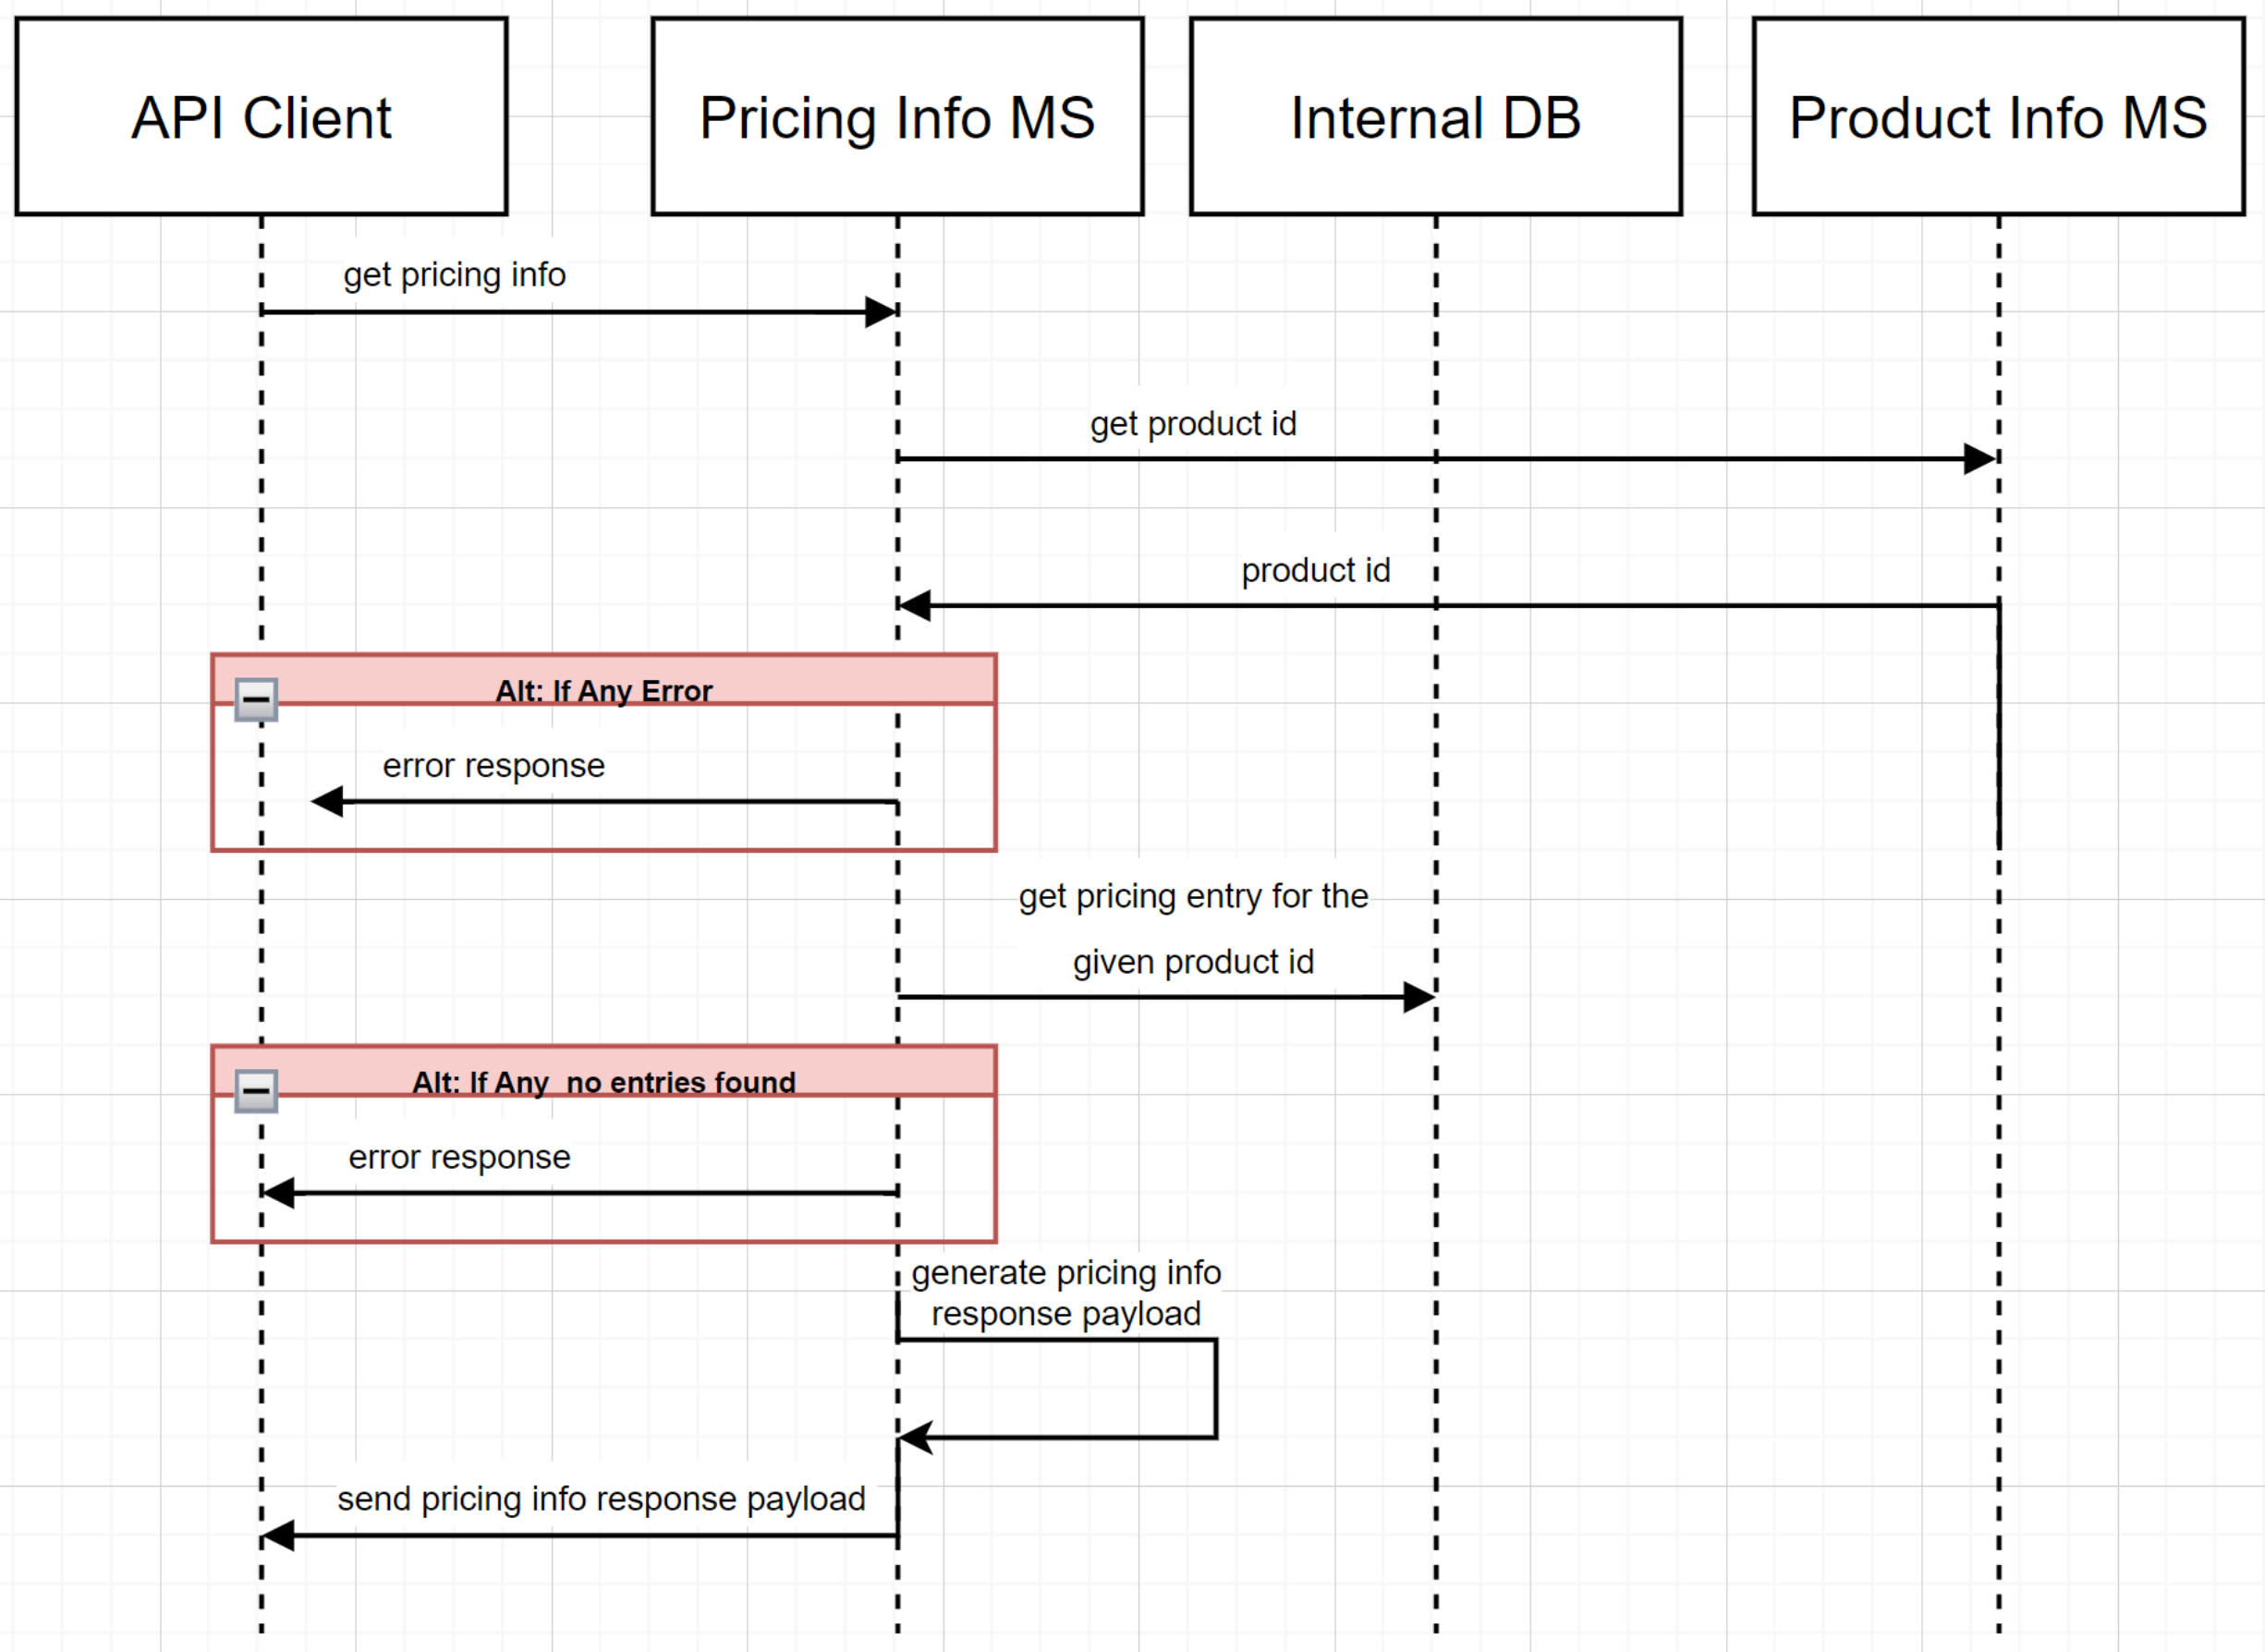 API Client
Pricing Info MS
Internal DB
Product Info MS
get pricing info
get product id
product id
Alt: If Any Error
error response
get pricing entry for the
given product id
Alt: If Any  no entries found
error response
generate pricing info
response payload
send pricing info response payload